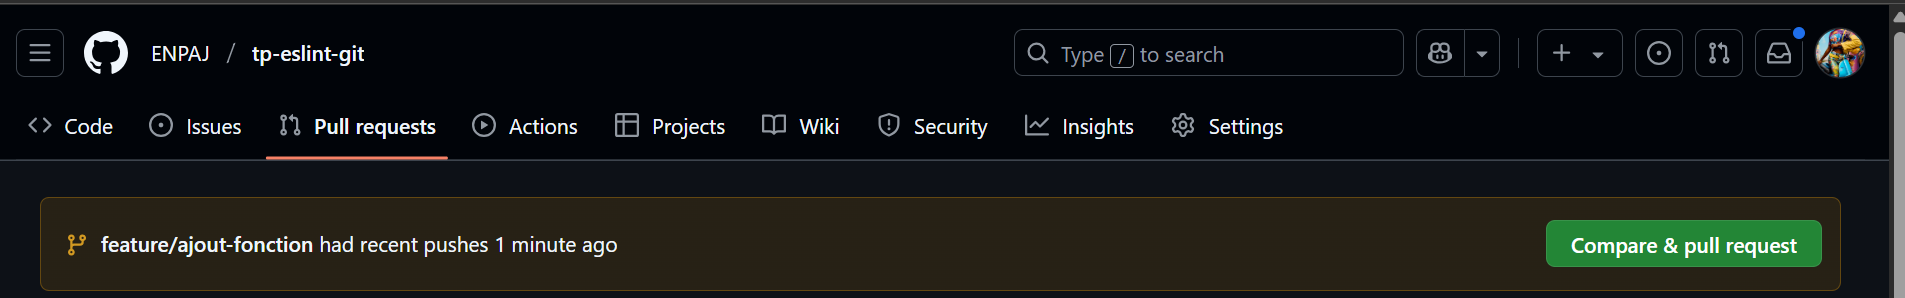 ENPAJ / tp-eslint-git Type / to search
Code Issues Pull requests Actions Projects Wiki Security Insights Settings
feature/ajout-fonction had recent pushes 1 minute ago Compare & pull request